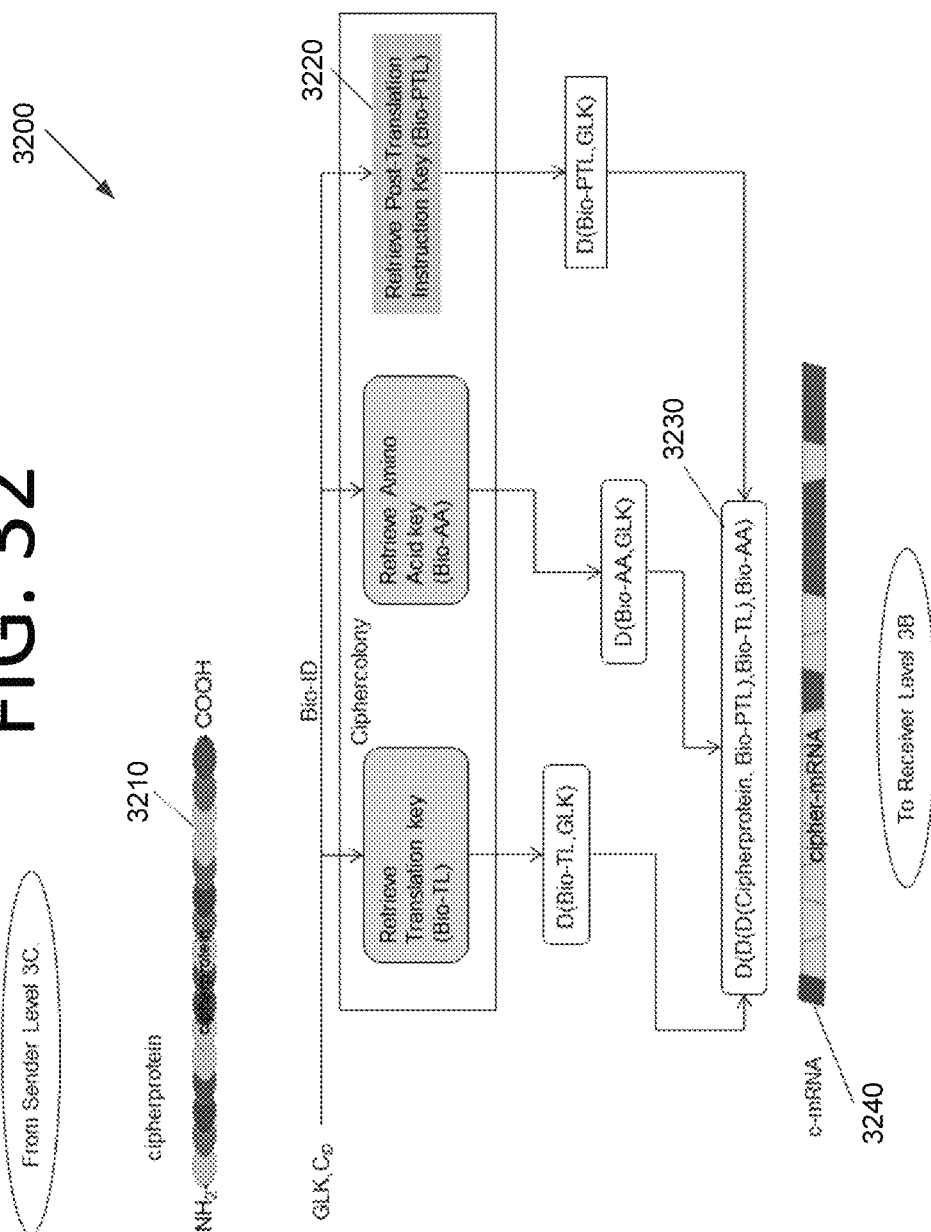 FIG. 32
3200
From Sender Level 3C
cipherprotein
NH2
COOH
3210
GLK,CID
Bio-ID
Ciphercolony
Retrieve
Translation key
(Bio-TL)
Retrieve Amino
Acid key
(Bio-AA)
Retrieve Post-Translation
Instruction Key (Bio-PTL)
3220
D(Bio-TL,GLK)
D(Bio-AA,GLK)
D(Bio-PTL,GLK)
3230
D(D(D(Cipherprotein, Bio-PTL),Bio-TL),Bio-AA)
c-mRNA
cipher-mRNA
3240
To Receiver Level 3B